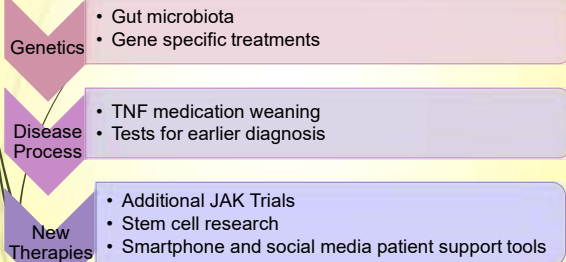 Genetics
• Gut microbiota
• Gene specific treatments
Disease
Process
• TNF medication weaning
• Tests for earlier diagnosis
New
Therapies
• Additional JAK Trials
• Stem cell research
• Smartphone and social media patient support tools